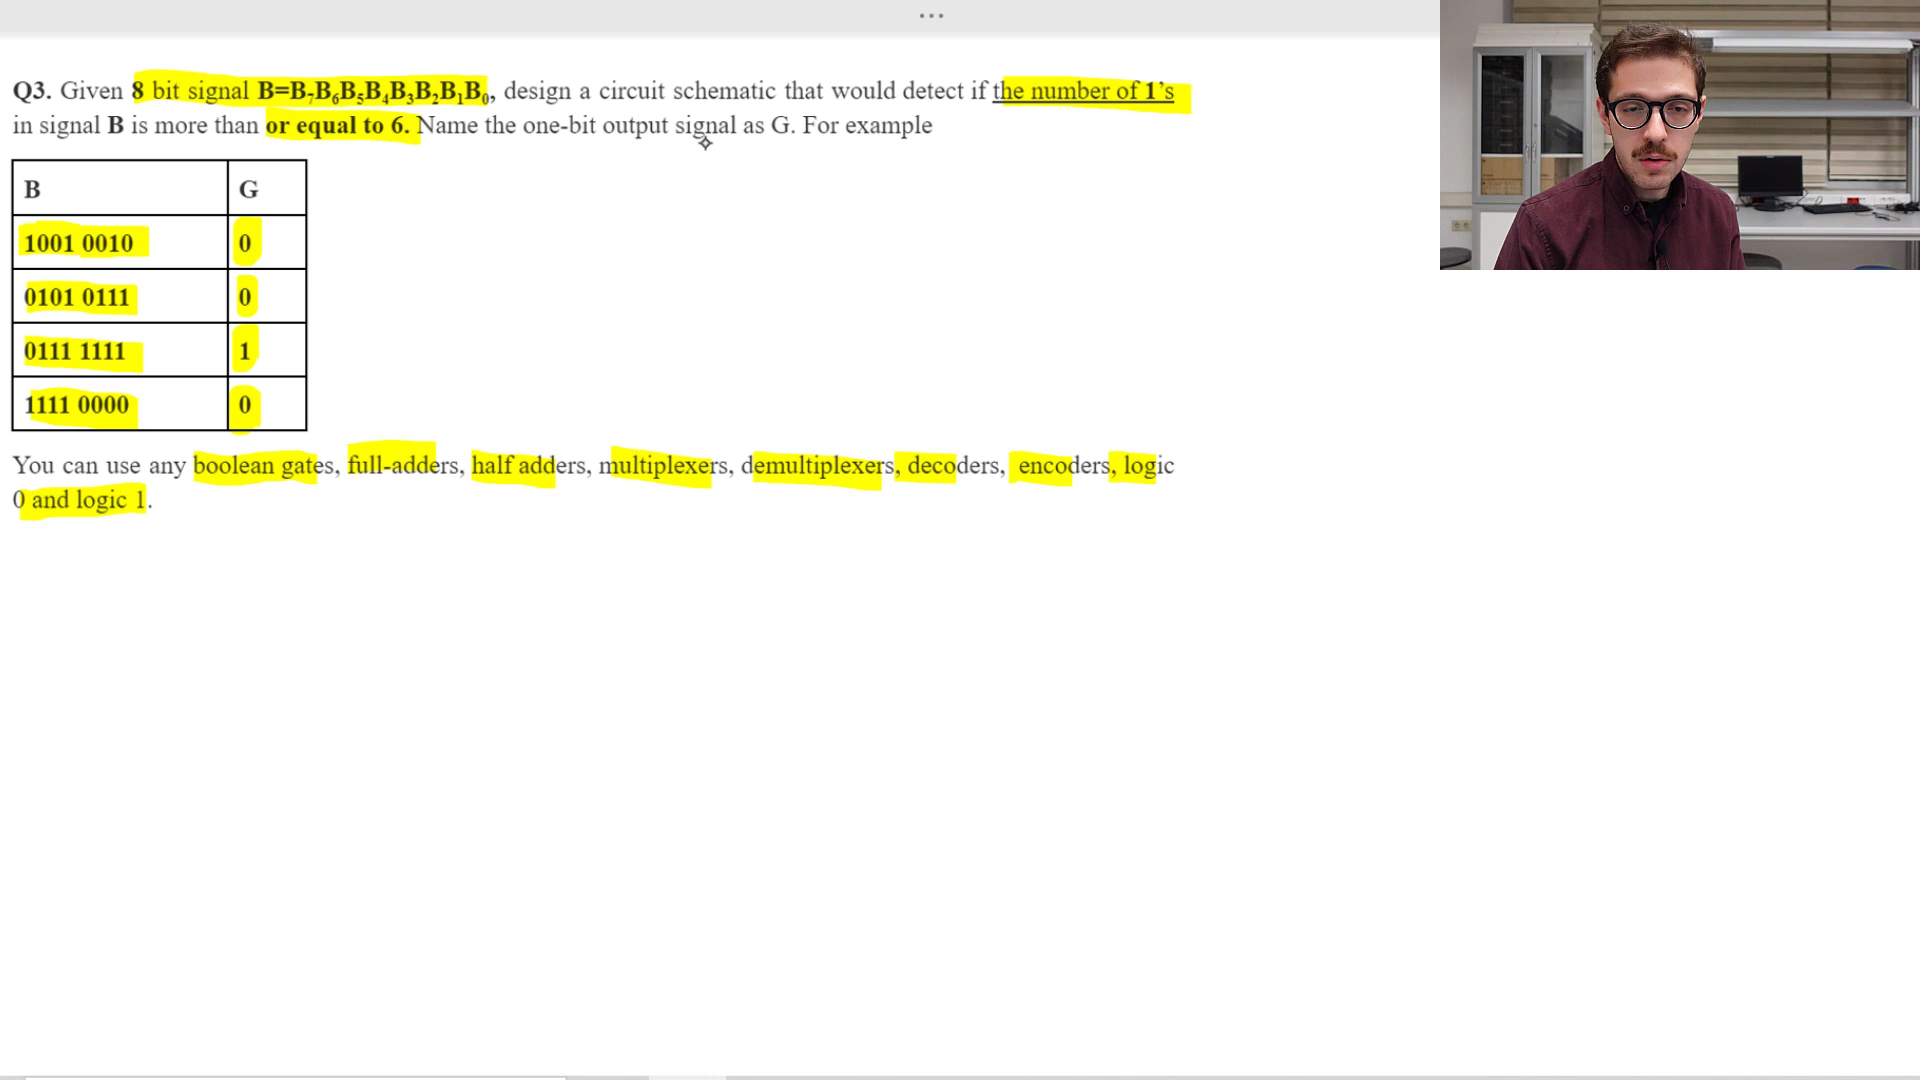 ...
Q3. Given 8 bit signal B=B₇B₆B₅B₄B₃B₂B₁B₀, design a circuit schematic that would detect if the number of 1's
in signal B is more than or equal to 6. Name the one-bit output signal as G. For example
B G
1001 0010 0
0101 0111 0
0111 1111 1
1111 0000 0
You can use any boolean gates, full-adders, half adders, multiplexers, demultiplexers, decoders, encoders, logic
0 and logic 1.